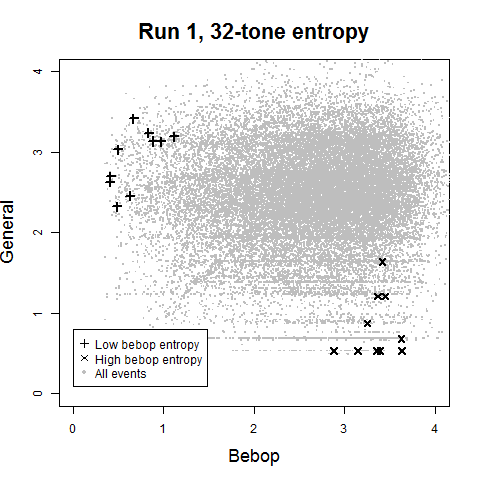 Run 1, 32-tone entropy
General
4
3
2
1
0
Low bebop entropy
High bebop entropy
All events
0
1
2
3
4
Bebop